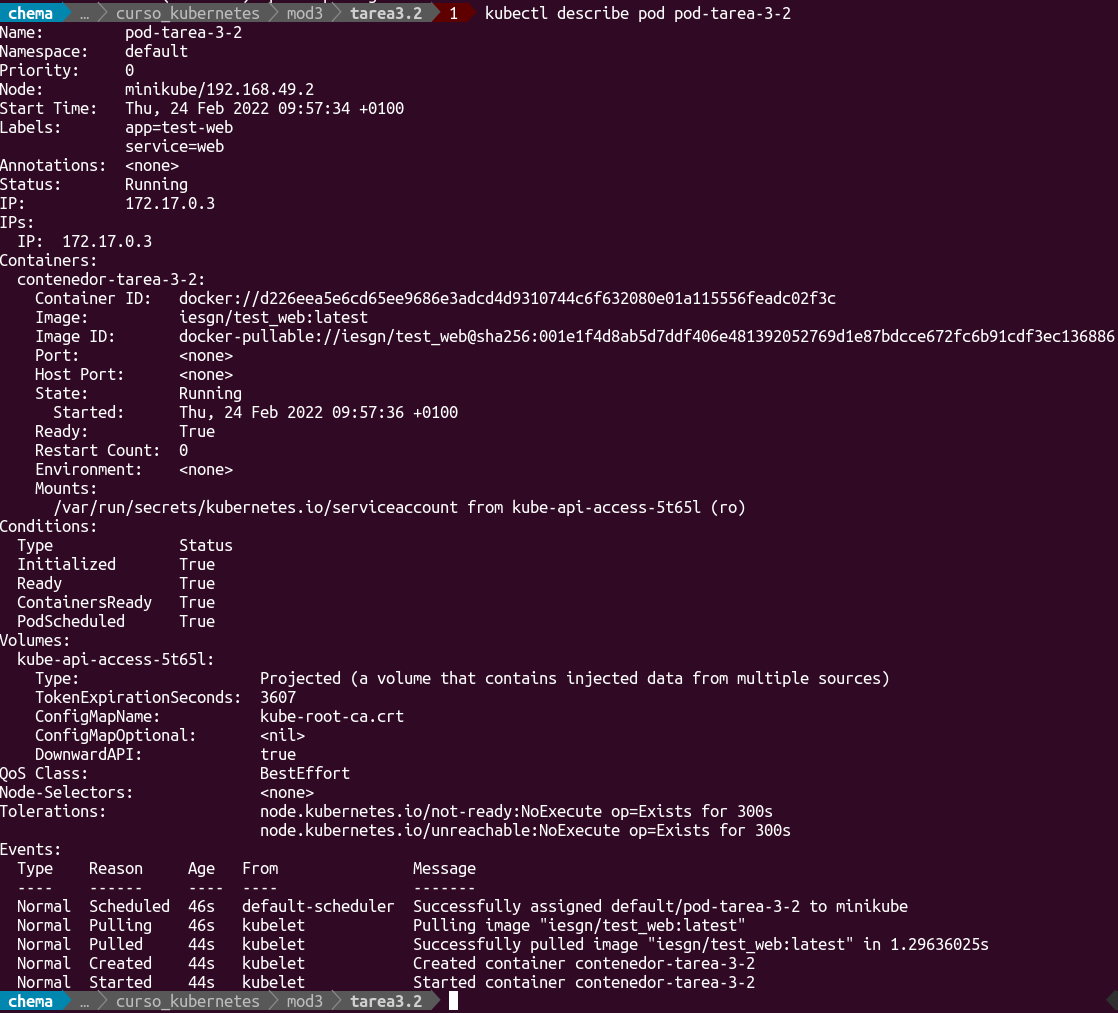 chema … curso_kubernetes mod3 tarea3.2 1 kubectl describe pod pod-tarea-3-2
Name:         pod-tarea-3-2
Namespace:    default
Priority:     0
Node:         minikube/192.168.49.2
Start Time:   Thu, 24 Feb 2022 09:57:34 +0100
Labels:       app=test-web
              service=web
Annotations:  <none>
Status:       Running
IP:           172.17.0.3
IPs:
  IP:  172.17.0.3
Containers:
  contenedor-tarea-3-2:
    Container ID:   docker://d226eea5e6cd65ee9686e3adcd4d9310744c6f632080e01a115556feadc02f3c
    Image:          iesgn/test_web:latest
    Image ID:       docker-pullable://iesgn/test_web@sha256:001e1f4d8ab5d7ddf406e481392052769d1e87bdcce672fc6b91cdf3ec136886
    Port:           <none>
    Host Port:      <none>
    State:          Running
      Started:      Thu, 24 Feb 2022 09:57:36 +0100
    Ready:          True
    Restart Count:  0
    Environment:    <none>
    Mounts:
      /var/run/secrets/kubernetes.io/serviceaccount from kube-api-access-5t65l (ro)
Conditions:
  Type              Status
  Initialized       True
  Ready             True
  ContainersReady   True
  PodScheduled      True
Volumes:
  kube-api-access-5t65l:
    Type:                    Projected (a volume that contains injected data from multiple sources)
    TokenExpirationSeconds:  3607
    ConfigMapName:           kube-root-ca.crt
    ConfigMapOptional:       <nil>
    DownwardAPI:             true
QoS Class:                   BestEffort
Node-Selectors:              <none>
Tolerations:                 node.kubernetes.io/not-ready:NoExecute op=Exists for 300s
                             node.kubernetes.io/unreachable:NoExecute op=Exists for 300s
Events:
  Type    Reason     Age   From               Message
  ----    ------     ----  ----               -------
  Normal  Scheduled  46s   default-scheduler  Successfully assigned default/pod-tarea-3-2 to minikube
  Normal  Pulling    46s   kubelet            Pulling image "iesgn/test_web:latest"
  Normal  Pulled     44s   kubelet            Successfully pulled image "iesgn/test_web:latest" in 1.29636025s
  Normal  Created    44s   kubelet            Created container contenedor-tarea-3-2
  Normal  Started    44s   kubelet            Started container contenedor-tarea-3-2
chema … curso_kubernetes mod3 tarea3.2